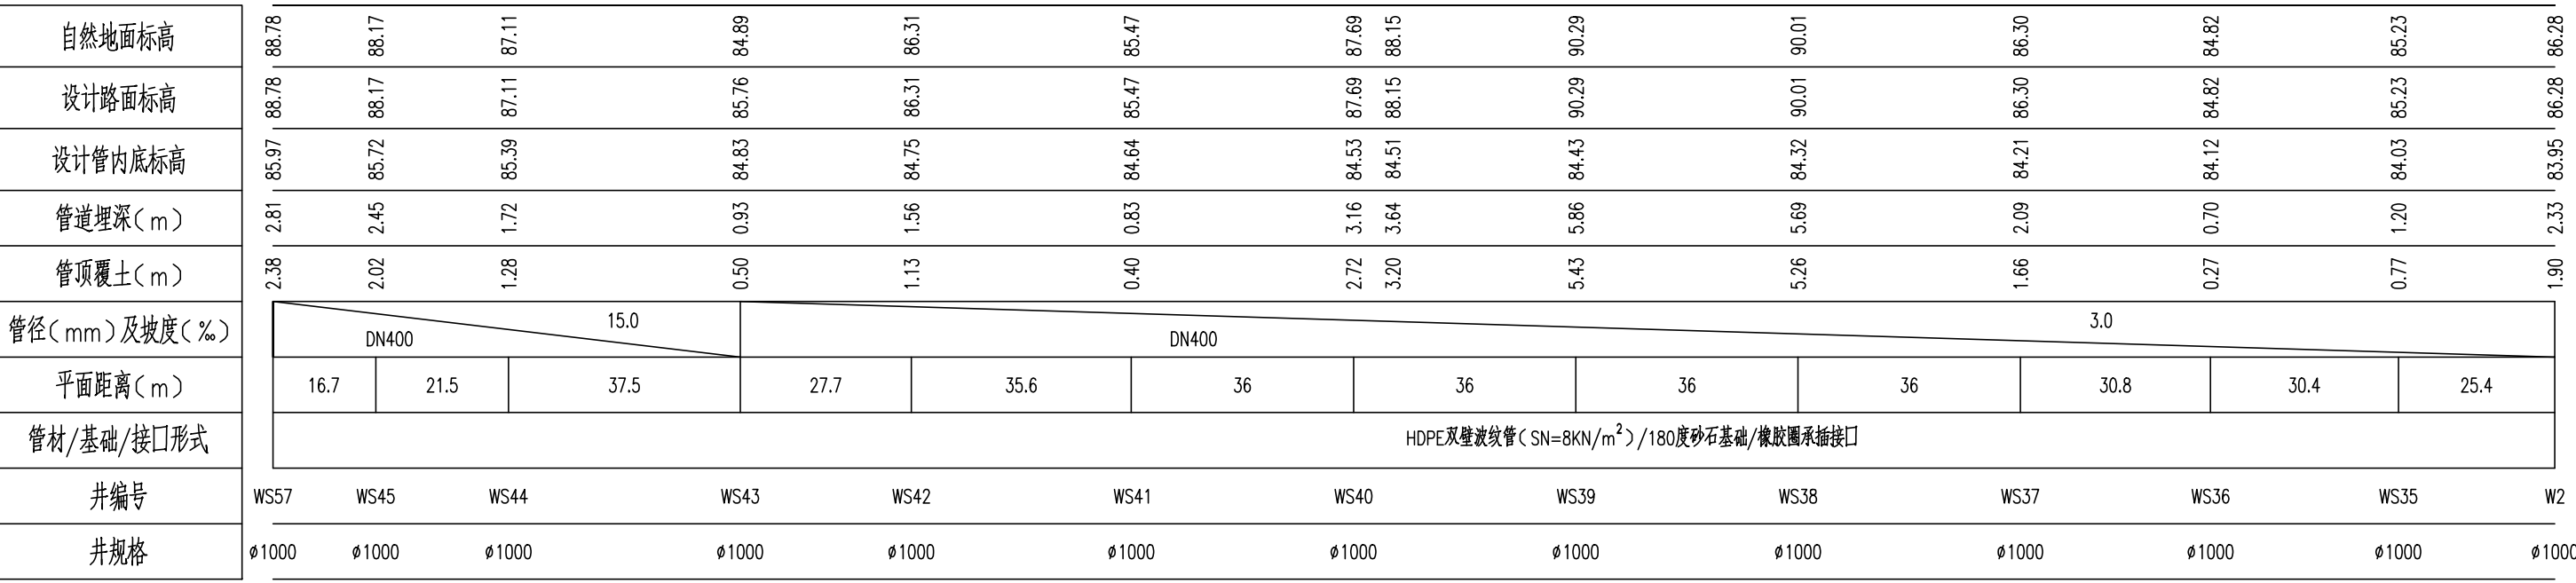 自然地面标高 88.78 88.17 87.11 84.89 86.31 85.47 87.69 88.15 90.29 90.01 86.30 84.82 85.23 86.28
设计路面标高 88.78 88.17 87.11 85.76 86.31 85.47 87.69 88.15 90.29 90.01 86.30 84.82 85.23 86.28
设计管内底标高 85.97 85.72 85.39 84.83 84.75 84.64 84.53 84.51 84.43 84.32 84.21 84.12 84.03 83.95
管道埋深(m) 2.81 2.45 1.72 0.93 1.56 0.83 3.16 3.64 5.86 5.69 2.09 0.70 1.20 2.33
管顶覆土(m) 2.38 2.02 1.28 0.50 1.13 0.40 2.72 3.20 5.43 5.26 1.66 0.27 0.77 1.90
管径(mm)及坡度(‰) DN400 15.0 DN400 3.0
平面距离(m) 16.7 21.5 37.5 27.7 35.6 36 36 36 36 30.8 30.4 25.4
管材/基础/接口形式 HDPE双壁波纹管(SN=8KN/m²)/180度砂石基础/橡胶圈承插接口
井编号 WS57 WS45 WS44 WS43 WS42 WS41 WS40 WS39 WS38 WS37 WS36 WS35 W2
井规格 ø1000 ø1000 ø1000 ø1000 ø1000 ø1000 ø1000 ø1000 ø1000 ø1000 ø1000 ø1000 ø1000